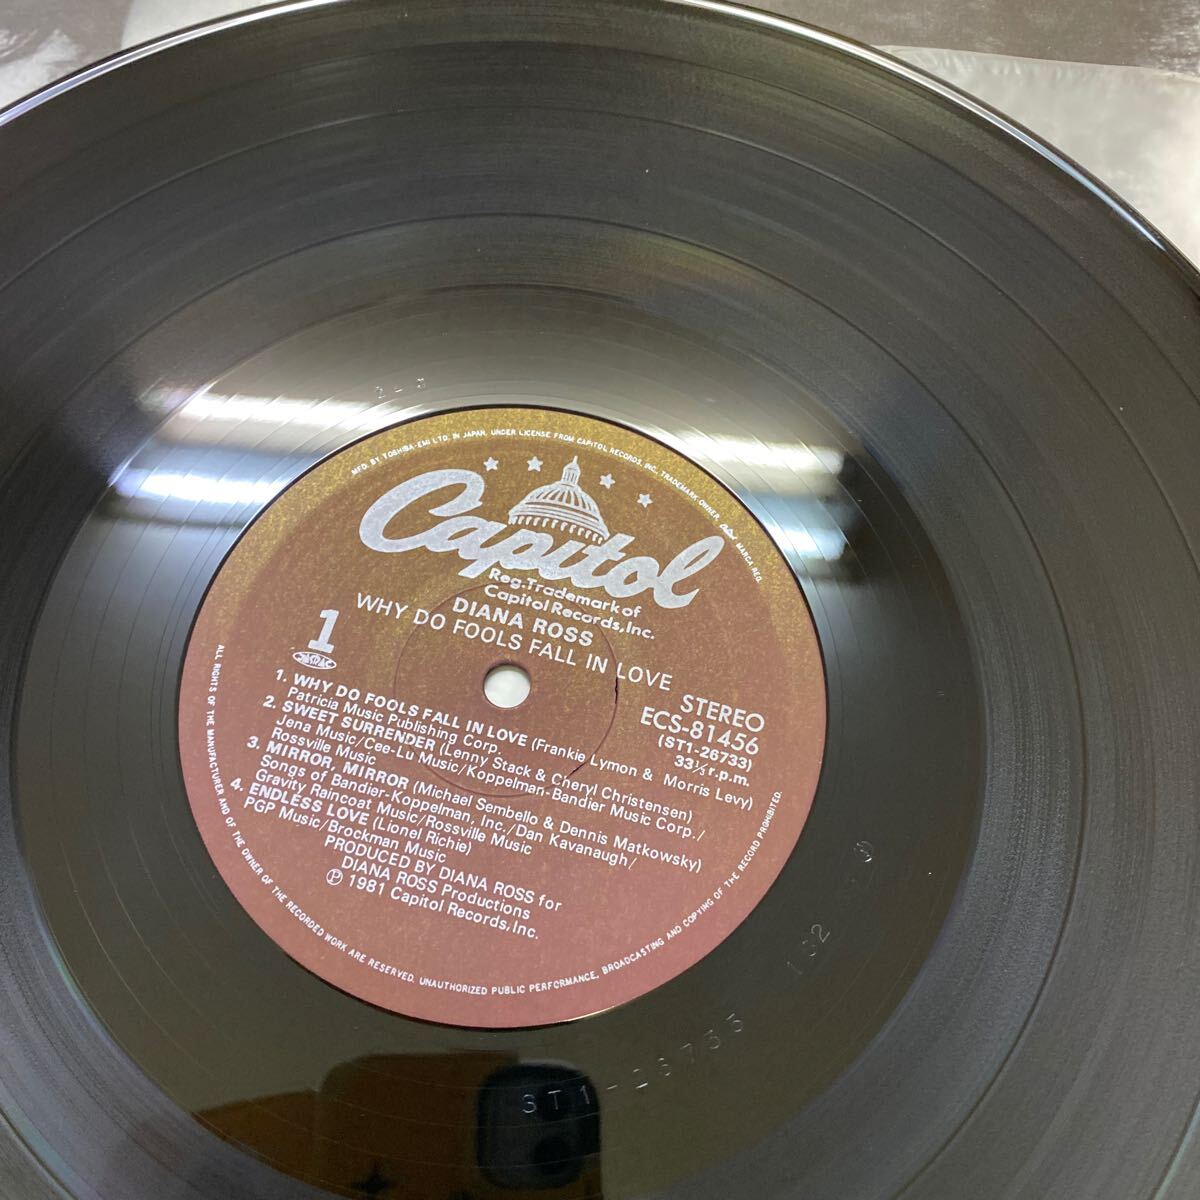 2-S
MFD. BY TOSHIBA-EMI LTD. IN JAPAN. UNDER LICENSE FROM CAPITOL RECORDS, INC., TRADEMARK OWNER MARCA REG.
Capitol
Reg. Trademark of
Capitol Records, Inc.
DIANA ROSS
WHY DO FOOLS FALL IN LOVE
1
JASRAC
STEREO
ECS-81456
(ST1-26733)
33⅓ r.p.m.
1. WHY DO FOOLS FALL IN LOVE (Frankie Lymon & Morris Levy)
Patricia Music Publishing Corp.
2. SWEET SURRENDER (Lenny Stack & Cheryl Christensen)
Jena Music/Cee-Lu Music/Koppelman-Bandier Music Corp./
Rossville Music
3. MIRROR, MIRROR (Michael Sembello & Dennis Matkowsky)
Songs of Bandier-Koppelman, Inc./Dan Kavanaugh/
Gravity Raincoat Music/Rossville Music
4. ENDLESS LOVE (Lionel Richie)
PGP Music/Brockman Music
PRODUCED BY DIANA ROSS for
DIANA ROSS Productions
℗ 1981 Capitol Records, Inc.
ALL RIGHTS OF THE MANUFACTURER AND OF THE OWNER OF THE RECORDED WORK ARE RESERVED. UNAUTHORIZED PUBLIC PERFORMANCE, BROADCASTING AND COPYING OF THE RECORD PROHIBITED.
ST1-26733